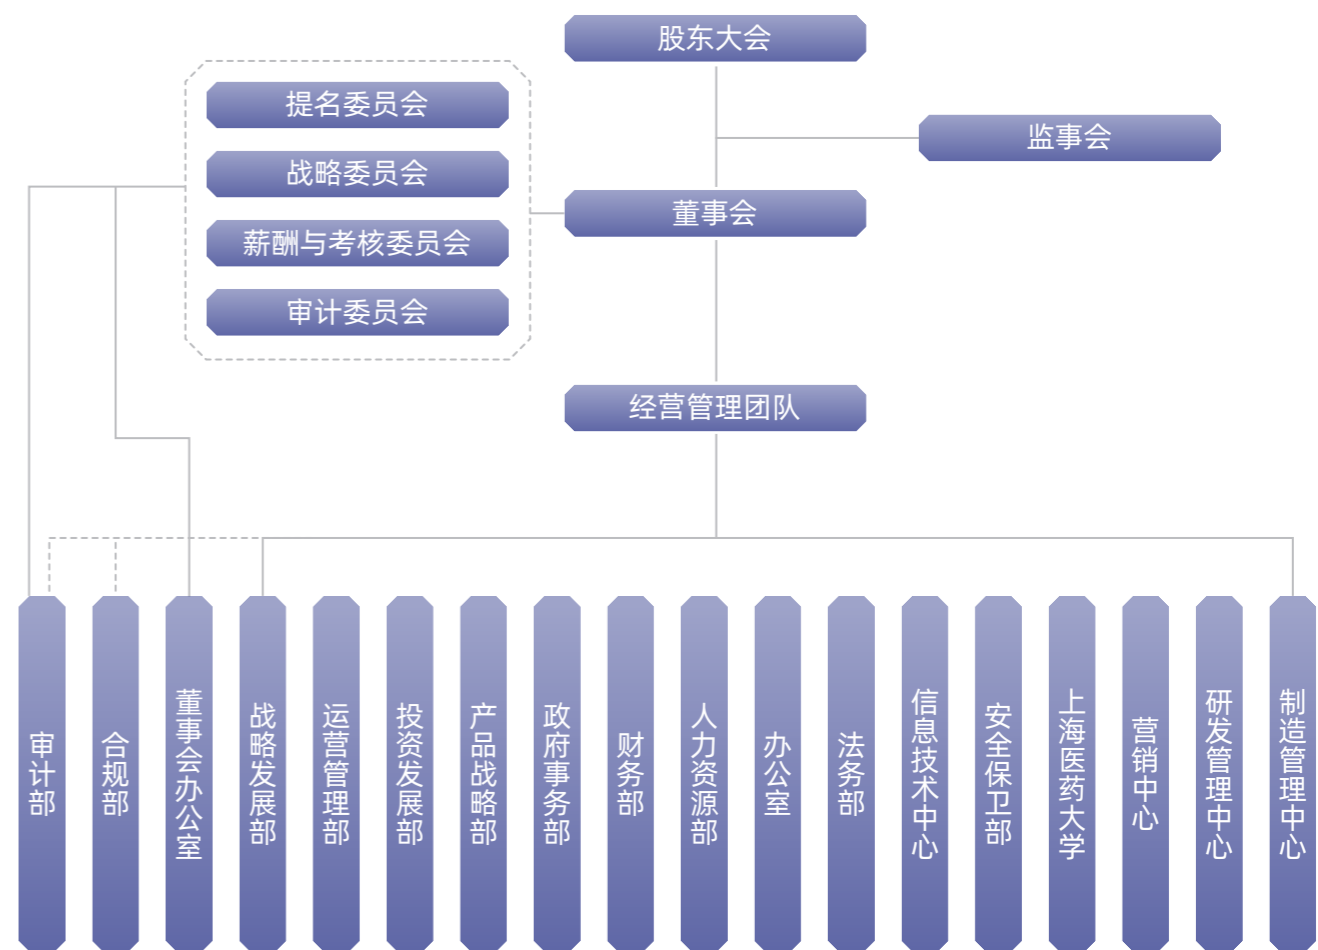 股东大会
提名委员会
监事会
战略委员会
董事会
薪酬与考核委员会
审计委员会
经营管理团队
审计部
合规部
董事会办公室
战略发展部
运营管理部
投资发展部
产品战略部
政府事务部
财务部
人力资源部
办公室
法务部
信息技术中心
安全保卫部
上海医药大学
营销中心
研发管理中心
制造管理中心